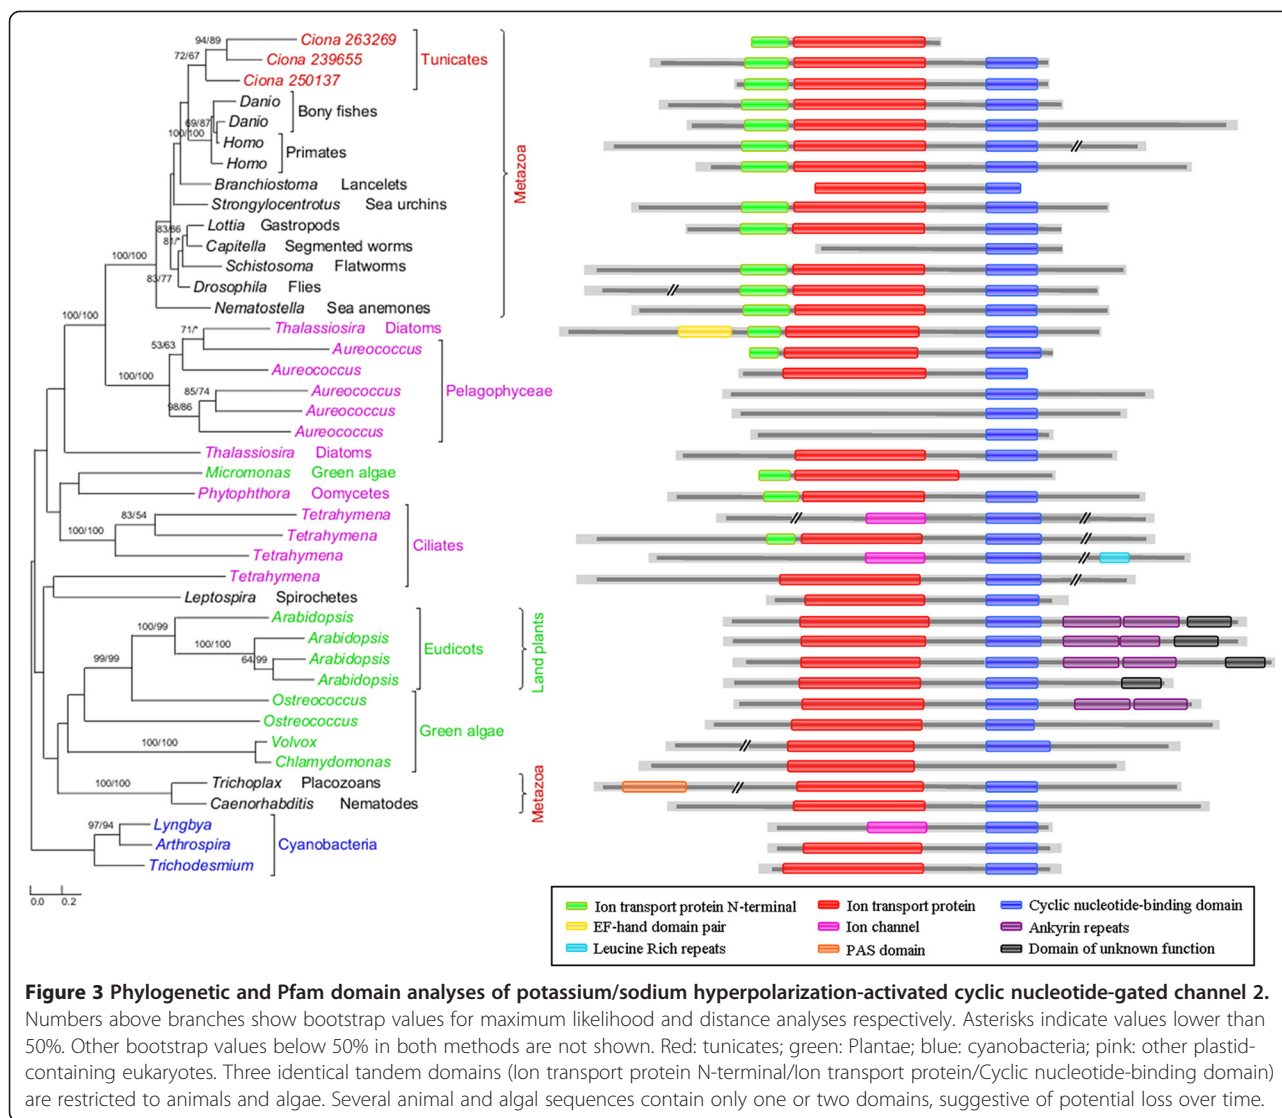 94/89
Ciona 263269
72/67
Ciona 239655
Tunicates
Ciona 250137
Danio
Bony fishes
69/87
Danio
100/100
Homo
Primates
Homo
Metazoa
Branchiostoma Lancelets
Strongylocentrotus Sea urchins
83/86
Lottia Gastropods
81/*
Capitella Segmented worms
100/100
Schistosoma Flatworms
83/77
Drosophila Flies
Nematostella Sea anemones
100/100
71/*
Thalassiosira Diatoms
53/63
Aureococcus
100/100
Aureococcus
85/74
Aureococcus
Pelagophyceae
98/86
Aureococcus
Aureococcus
Thalassiosira Diatoms
Micromonas Green algae
Phytophthora Oomycetes
83/54
Tetrahymena
100/100
Tetrahymena
Ciliates
Tetrahymena
Tetrahymena
Leptospira Spirochetes
100/99
Arabidopsis
100/100
Arabidopsis
Eudicots
Land plants
99/99
64/99
Arabidopsis
Arabidopsis
Ostreococcus
Ostreococcus
Green algae
100/100
Volvox
Chlamydomonas
100/100
Trichoplax Placozoans
Caenorhabditis Nematodes
Metazoa
97/94
Lyngbya
Arthrospira
Cyanobacteria
Trichodesmium
0.0 0.2
Ion transport protein N-terminal
Ion transport protein
Cyclic nucleotide-binding domain
EF-hand domain pair
Ion channel
Ankyrin repeats
Leucine Rich repeats
PAS domain
Domain of unknown function
Figure 3 Phylogenetic and Pfam domain analyses of potassium/sodium hyperpolarization-activated cyclic nucleotide-gated channel 2.
Numbers above branches show bootstrap values for maximum likelihood and distance analyses respectively. Asterisks indicate values lower than
50%. Other bootstrap values below 50% in both methods are not shown. Red: tunicates; green: Plantae; blue: cyanobacteria; pink: other plastid-
containing eukaryotes. Three identical tandem domains (Ion transport protein N-terminal/Ion transport protein/Cyclic nucleotide-binding domain)
are restricted to animals and algae. Several animal and algal sequences contain only one or two domains, suggestive of potential loss over time.